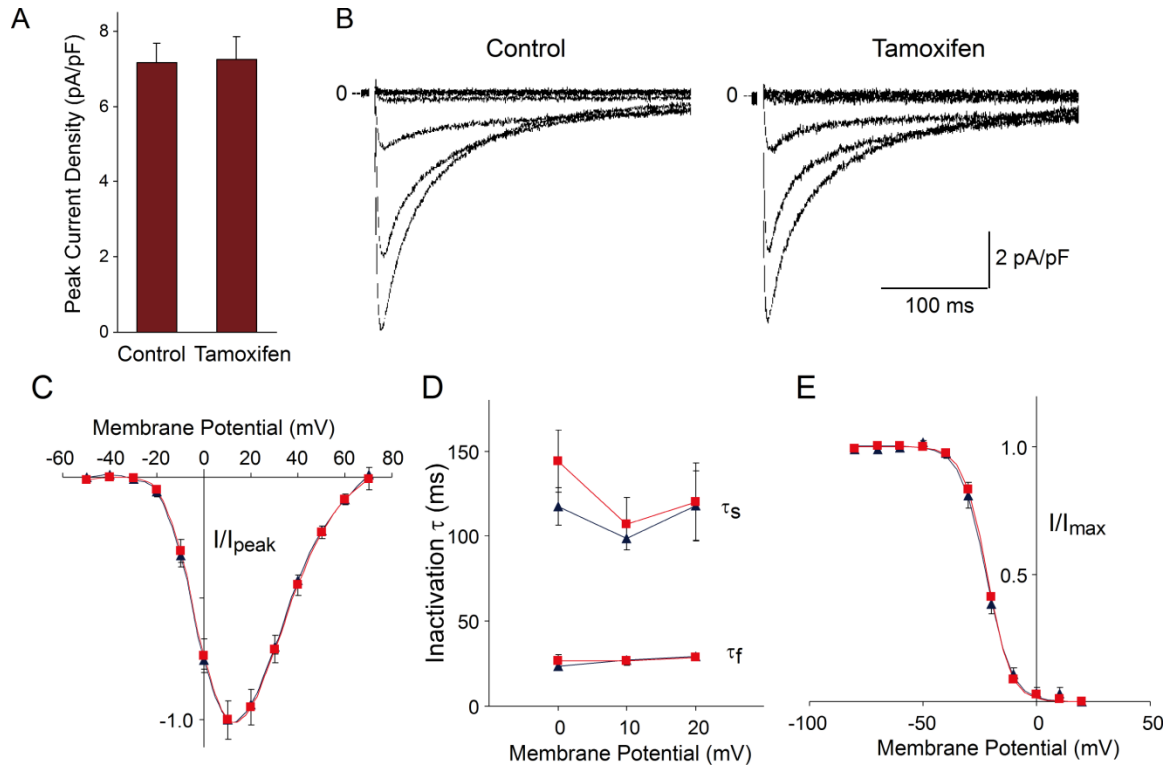 A
Peak Current Density (pA/pF)
8
6
4
2
0
Control
Tamoxifen
B
Control
Tamoxifen
0
0
2 pA/pF
100 ms
C
Membrane Potential (mV)
-60 -40 -20 0 20 40 60 80
I/Ipeak
-1.0
D
Inactivation τ (ms)
150
100
50
0
τs
τf
0 10 20
Membrane Potential (mV)
E
I/Imax
1.0
0.5
-100 -50 0 50
Membrane Potential (mV)